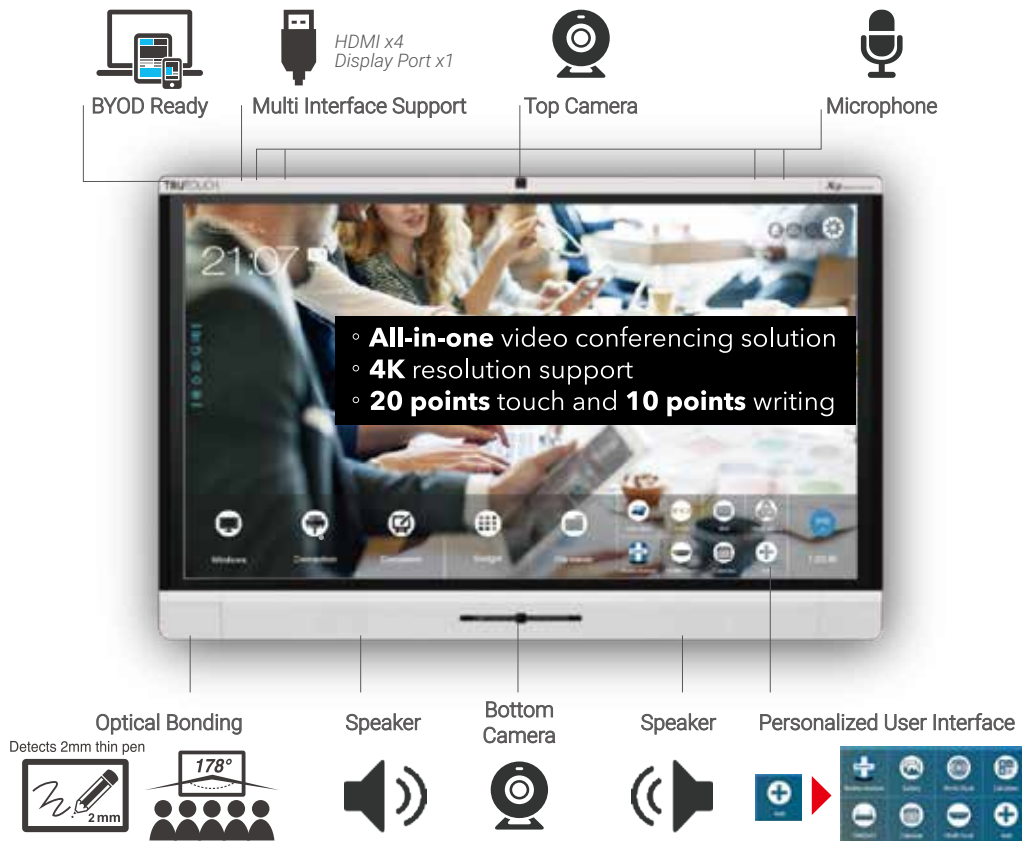 HDMI x4
Display Port x1
BYOD Ready
Multi Interface Support
Top Camera
Microphone
TRUTOUCH
21:07
◦ All-in-one video conferencing solution
◦ 4K resolution support
◦ 20 points touch and 10 points writing
Windows
Optical Bonding
Speaker
Bottom
Camera
Speaker
Personalized User Interface
Detects 2mm thin pen
178°
2 mm